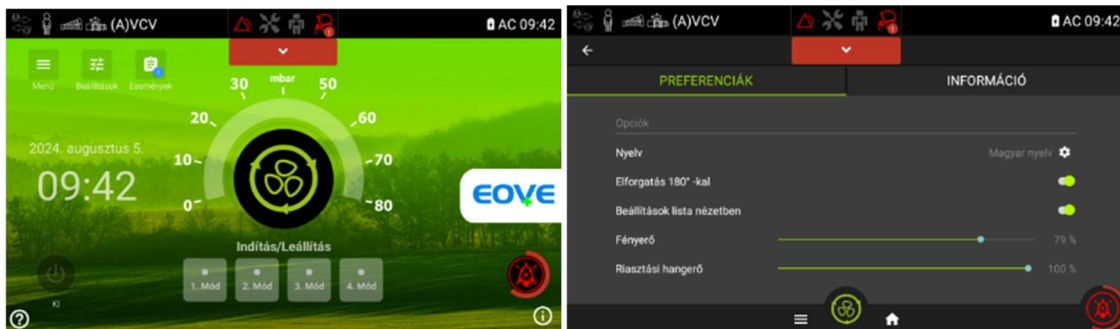 (A)VCV
AC 09:42
Menü
Beállítások
Események
1
2024. augusztus 5.
09:42
KI
mbar
0
10
20
30
50
60
70
80
Indítás/Leállítás
1. Mód
2. Mód
3. Mód
4. Mód
EOVE
(A)VCV
1
AC 09:42
PREFERENCIÁK
INFORMÁCIÓ
Opciók
Nyelv
Magyar nyelv
Elforgatás 180° -kal
Beállítások lista nézetben
Fényerő
79 %
Riasztási hangerő
100 %